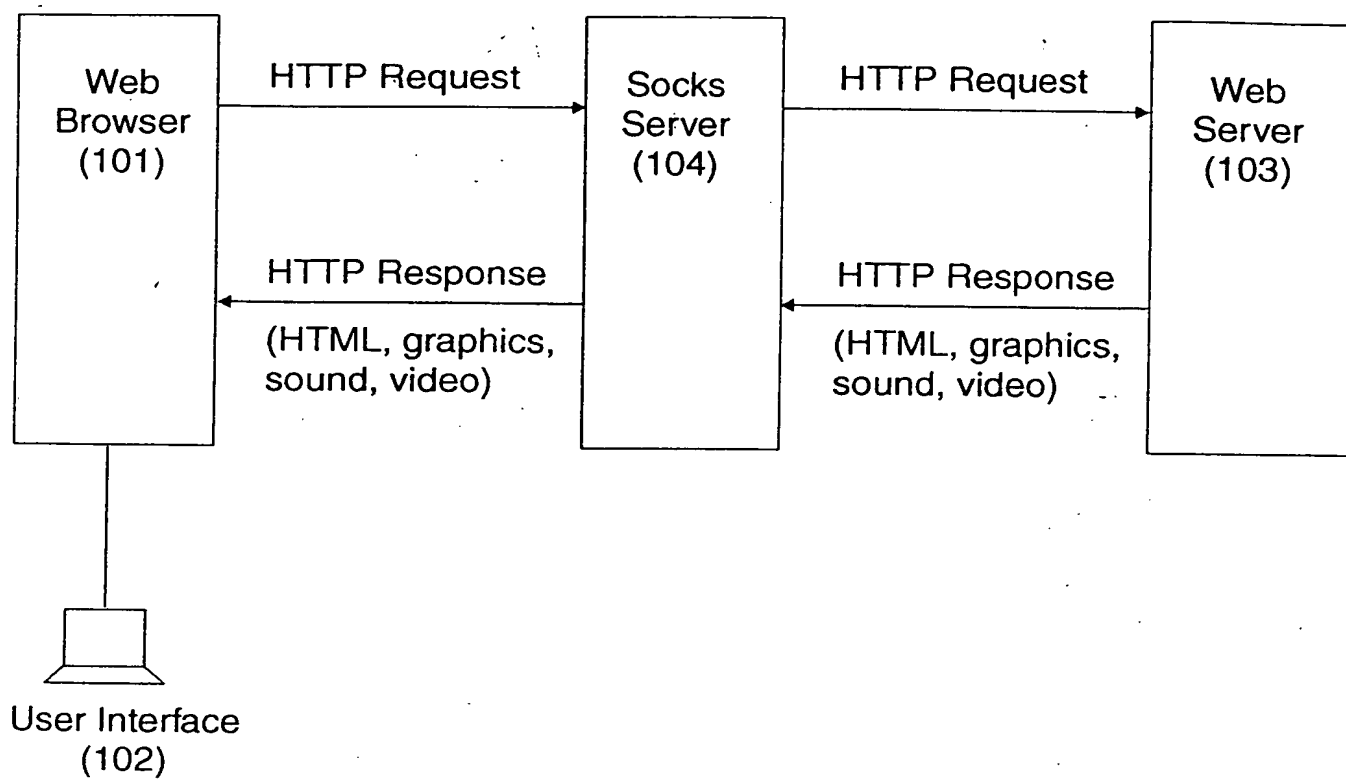 Web
Browser
(101)
HTTP Request
Socks
Server
(104)
HTTP Request
Web
Server
(103)
HTTP Response
(HTML, graphics,
sound, video)
HTTP Response
(HTML, graphics,
sound, video)
User Interface
(102)